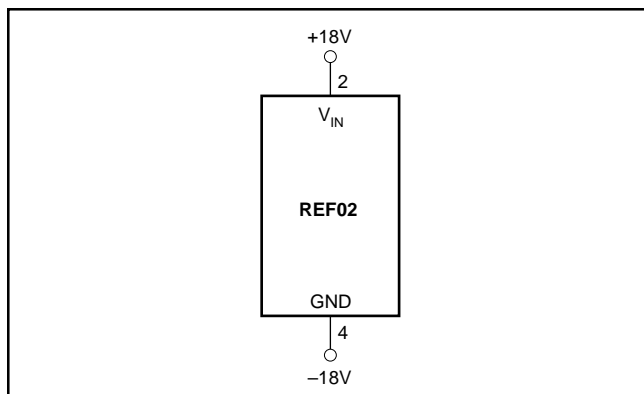 +18V
2
V_IN
REF02
GND
4
–18V